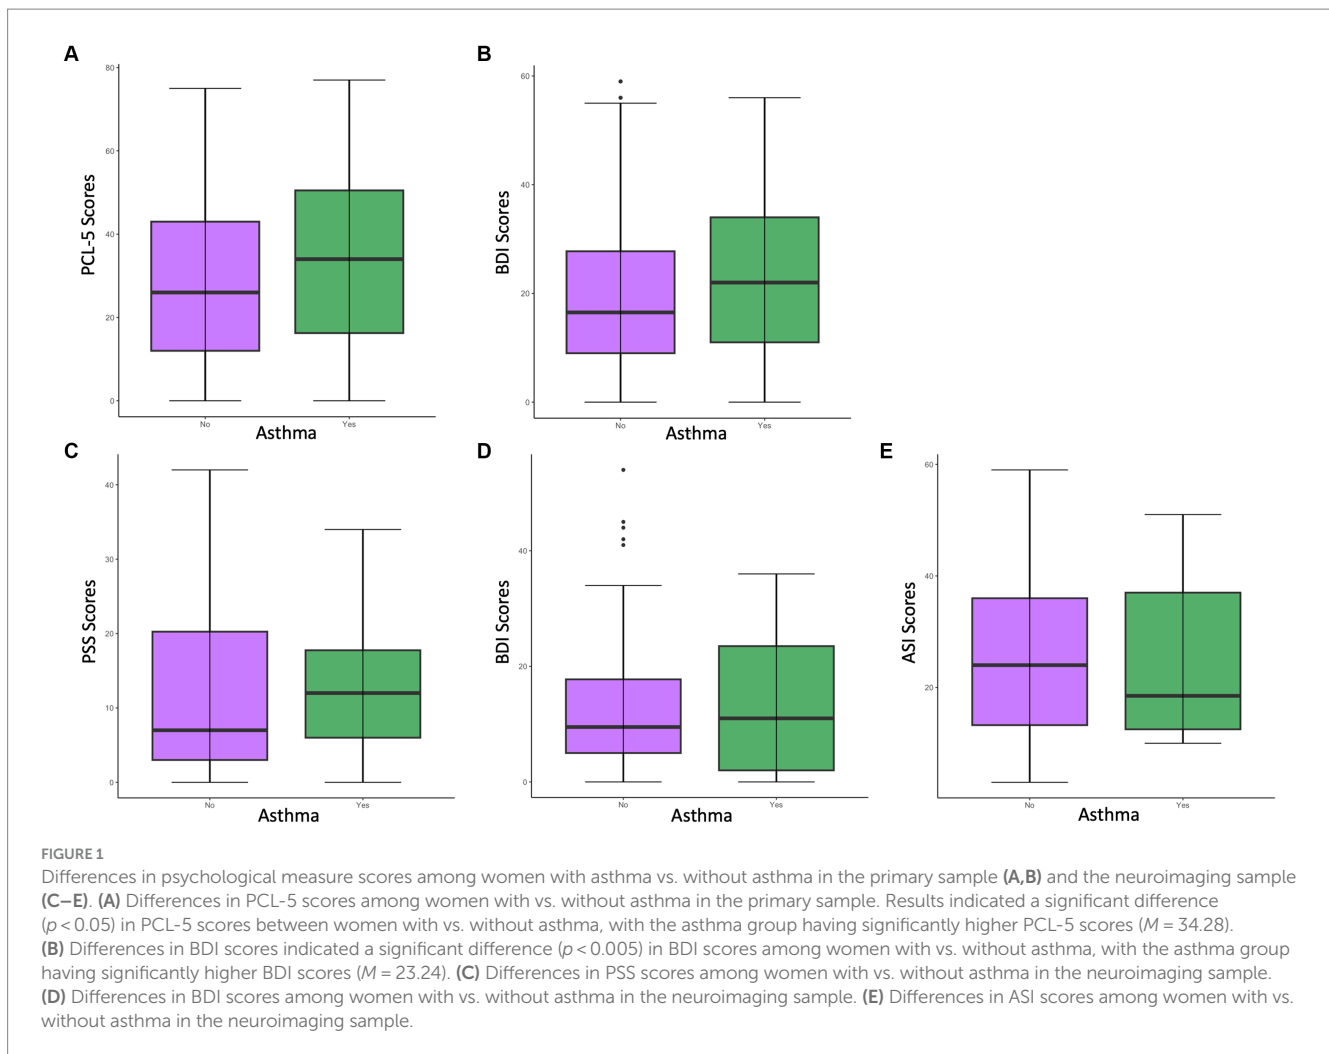 A
PCL-5 Scores
80
60
40
20
0
No
Yes
Asthma
B
BDI Scores
60
40
20
0
No
Yes
Asthma
C
PSS Scores
40
30
20
10
0
No
Yes
Asthma
D
BDI Scores
40
20
0
No
Yes
Asthma
E
ASI Scores
60
40
20
No
Yes
Asthma
FIGURE 1
Differences in psychological measure scores among women with asthma vs. without asthma in the primary sample (A,B) and the neuroimaging sample
(C–E). (A) Differences in PCL-5 scores among women with vs. without asthma in the primary sample. Results indicated a significant difference
(p < 0.05) in PCL-5 scores between women with vs. without asthma, with the asthma group having significantly higher PCL-5 scores (M = 34.28).
(B) Differences in BDI scores indicated a significant difference (p < 0.005) in BDI scores among women with vs. without asthma, with the asthma group
having significantly higher BDI scores (M = 23.24). (C) Differences in PSS scores among women with vs. without asthma in the neuroimaging sample.
(D) Differences in BDI scores among women with vs. without asthma in the neuroimaging sample. (E) Differences in ASI scores among women with vs.
without asthma in the neuroimaging sample.